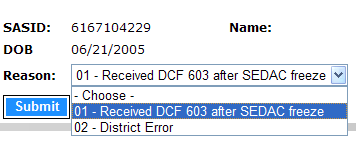 SASID: 6167104229 Name:
DOB 06/21/2005
Reason: 01 - Received DCF 603 after SEDAC freeze
- Choose -
Submit 01 - Received DCF 603 after SEDAC freeze
02 - District Error